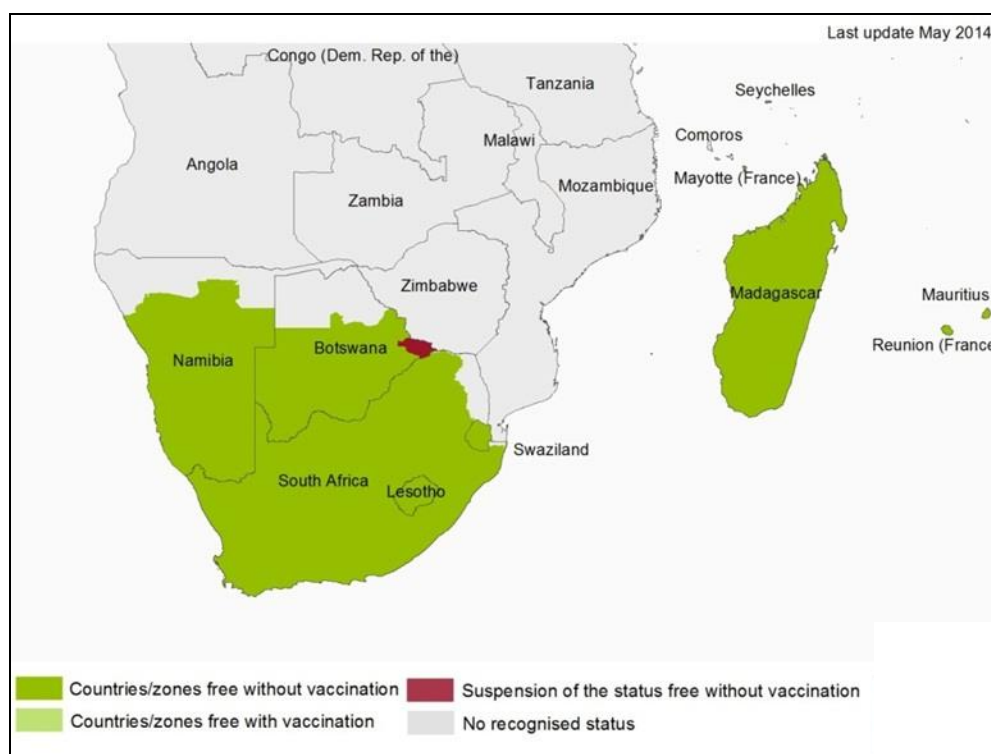 Last update May 2014
Congo (Dem. Rep. of the)
Tanzania
Seychelles
Malawi
Comoros
Angola
Mayotte (France)
Mozambique
Zambia
Zimbabwe
Madagascar
Mauritius
Botswana
Reunion (France
Namibia
Swaziland
South Africa
Lesotho
Countries/zones free without vaccination
Suspension of the status free without vaccination
Countries/zones free with vaccination
No recognised status